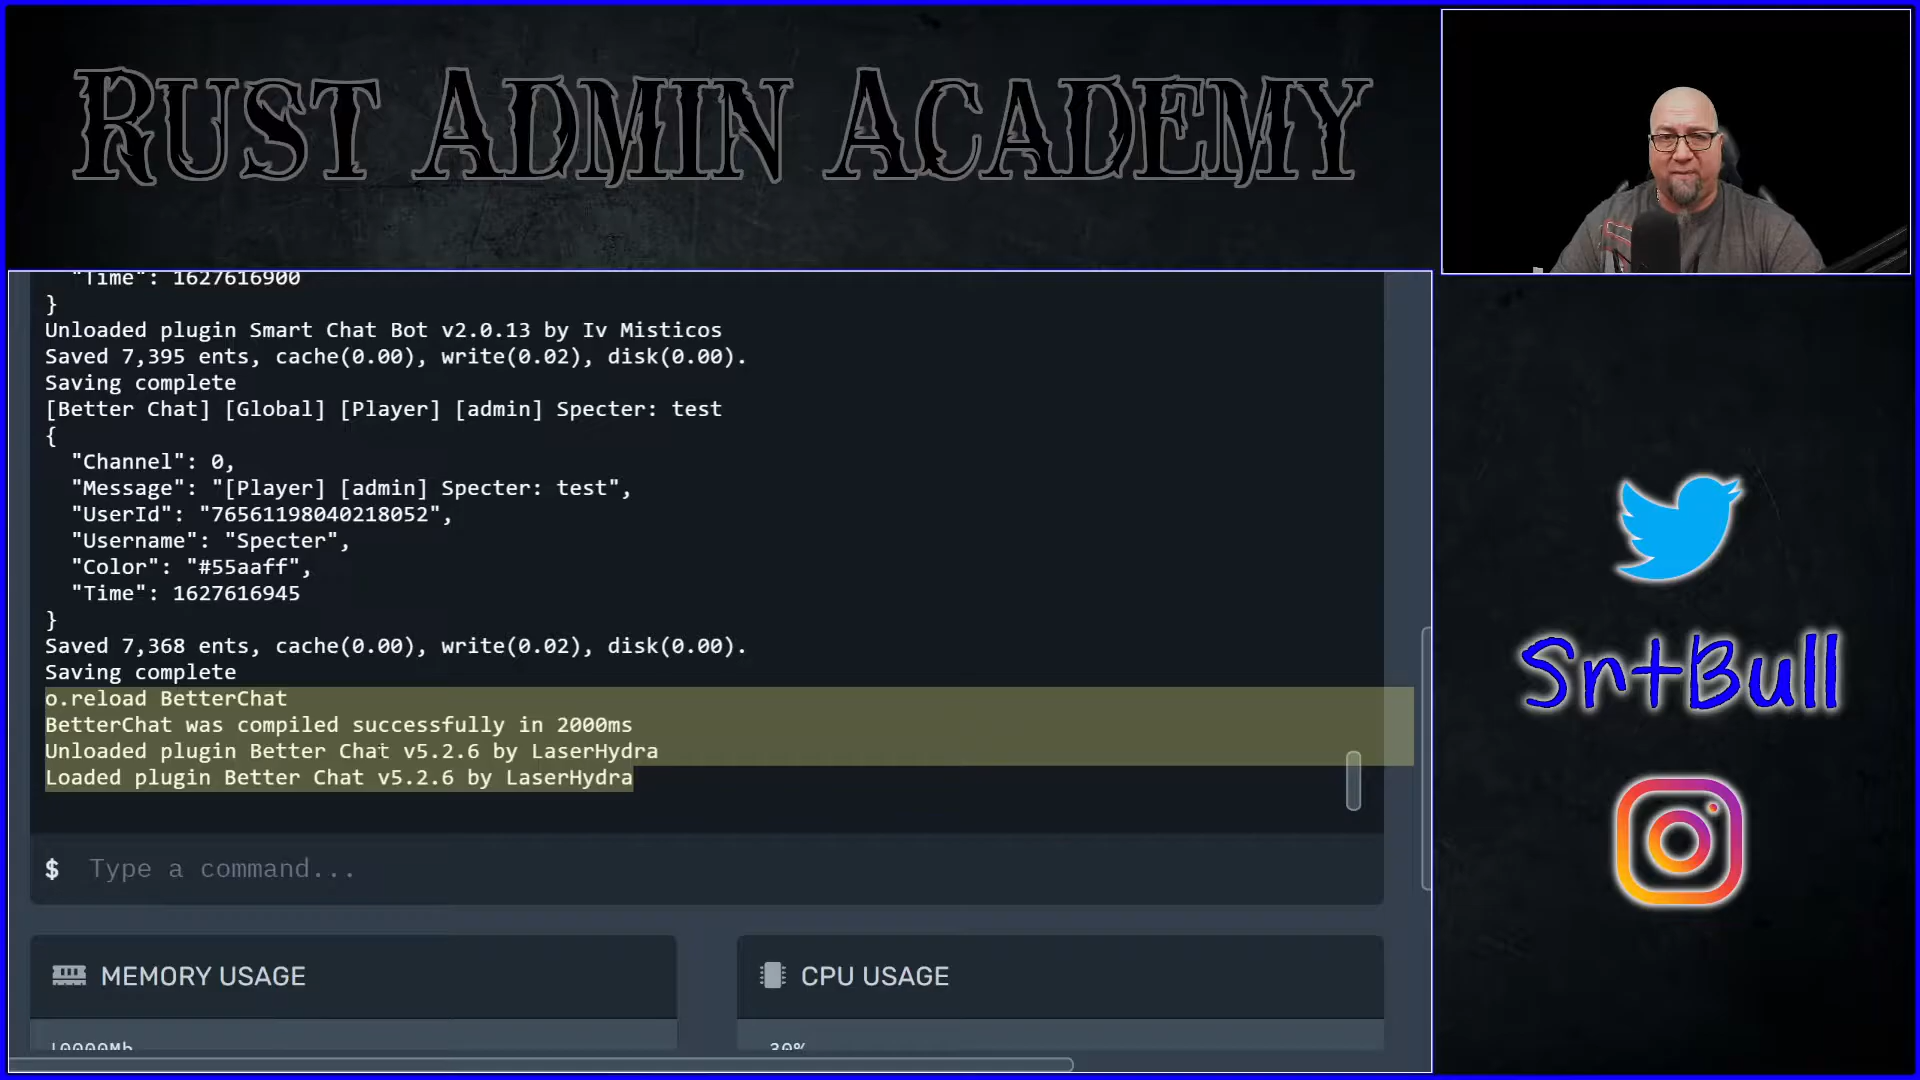 RUST ADMIN ACADEMY
"Time": 1627616900
}
Unloaded plugin Smart Chat Bot v2.0.13 by Iv Misticos
Saved 7,395 ents, cache(0.00), write(0.02), disk(0.00).
Saving complete
[Better Chat] [Global] [Player] [admin] Specter: test
{
"Channel": 0,
"Message": "[Player] [admin] Specter: test",
"UserId": "76561198040218052",
"Username": "Specter",
"Color": "#55aaff",
"Time": 1627616945
}
Saved 7,368 ents, cache(0.00), write(0.02), disk(0.00).
Saving complete
o.reload BetterChat
BetterChat was compiled successfully in 2000ms
Unloaded plugin Better Chat v5.2.6 by LaserHydra
Loaded plugin Better Chat v5.2.6 by LaserHydra
$ Type a command...
MEMORY USAGE
CPU USAGE
30%
SntBull